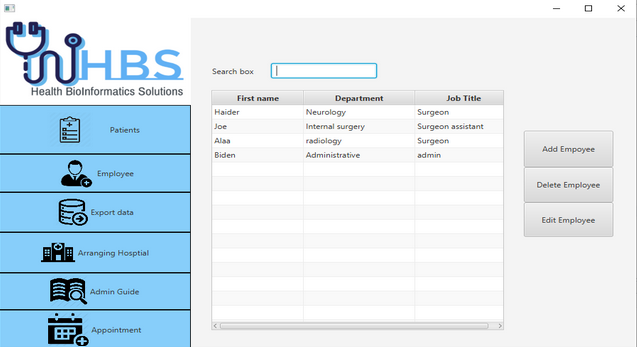 HBS
Health BioInformatics Solutions
Patients
Employee
Export data
Arranging Hosptial
Admin Guide
Appointment
Search box
First name Department Job Title
Haider Neurology Surgeon
Joe Internal surgery Surgeon assistant
Alaa radiology Surgeon
Biden Administrative admin
Add Empoyee
Delete Employee
Edit Employee